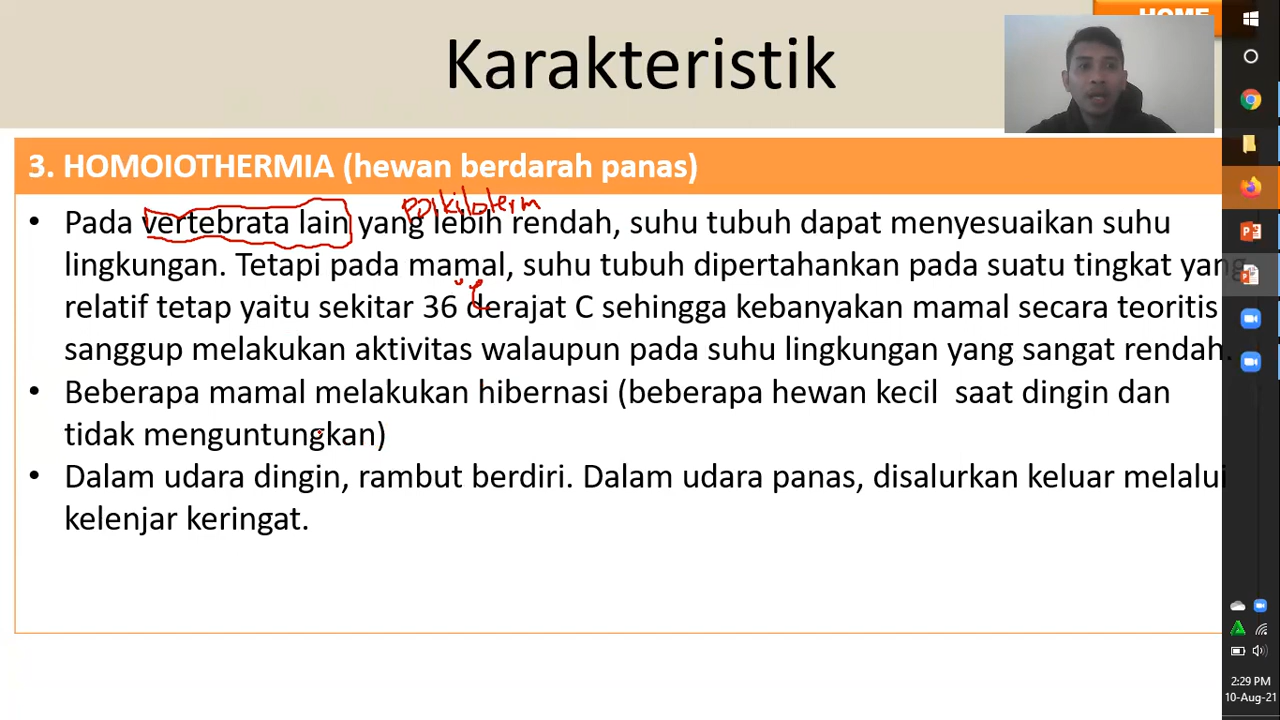 HOME
Karakteristik
3. HOMOIOTHERMIA (hewan berdarah panas)
poikiloterm
• Pada vertebrata lain yang lebih rendah, suhu tubuh dapat menyesuaikan suhu
lingkungan. Tetapi pada mamal, suhu tubuh dipertahankan pada suatu tingkat yang
relatif tetap yaitu sekitar 36 derajat C sehingga kebanyakan mamal secara teoritis
sanggup melakukan aktivitas walaupun pada suhu lingkungan yang sangat rendah.
• Beberapa mamal melakukan hibernasi (beberapa hewan kecil saat dingin dan
tidak menguntungkan)
• Dalam udara dingin, rambut berdiri. Dalam udara panas, disalurkan keluar melalui
kelenjar keringat.
2:29 PM
10-Aug-21